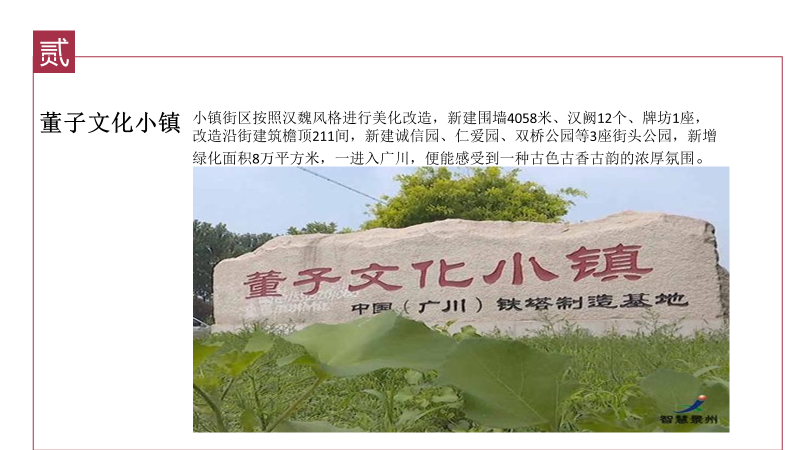 贰
董子文化小镇
小镇街区按照汉魏风格进行美化改造，新建围墙4058米、汉阙12个、牌坊1座，
改造沿街建筑檐顶211间，新建诚信园、仁爱园、双桥公园等3座街头公园，新增
绿化面积8万平方米，一进入广川，便能感受到一种古色古香古韵的浓厚氛围。
董子文化小镇
中国（广川）铁塔制造基地
智慧景州